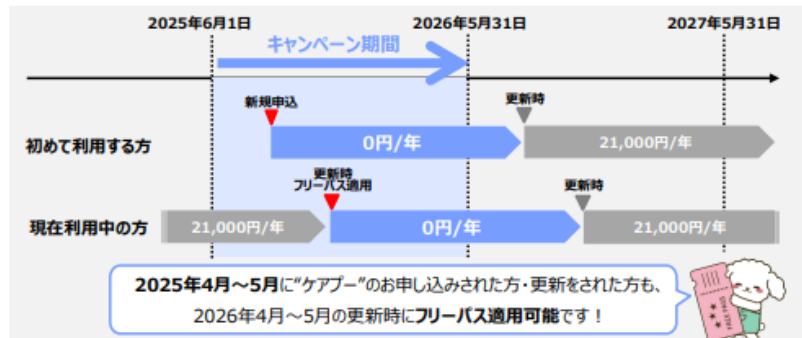 2025年6月1日 2026年5月31日 2027年5月31日
キャンペーン期間
新規申込 更新時
初めて利用する方 0円/年 21,000円/年
更新時
フリーパス適用 更新時
現在利用中の方 21,000円/年 0円/年 21,000円/年
2025年4月～5月に“ケアプー”のお申し込みされた方・更新をされた方も、
2026年4月～5月の更新時にフリーパス適用可能です！